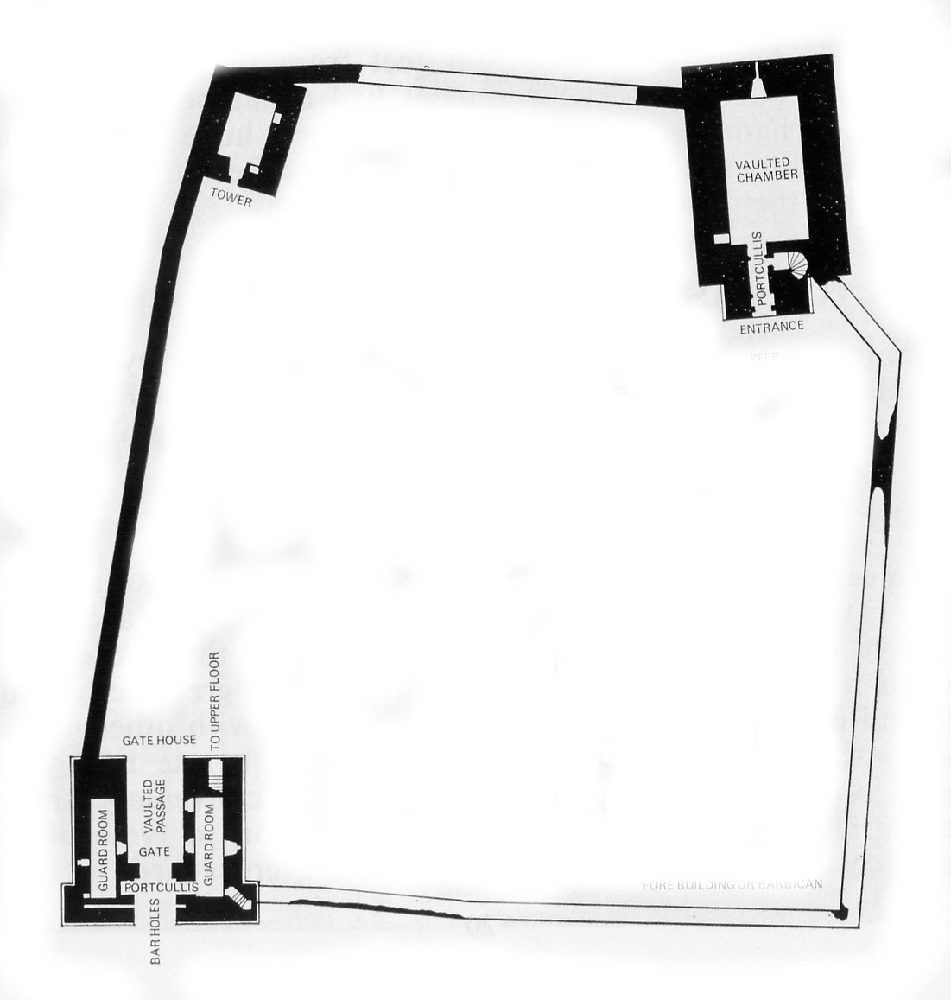 TOWER
VAULTED
CHAMBER
PORTCULLIS
ENTRANCE
KEEP
TO UPPER FLOOR
GATE HOUSE
VAULTED
PASSAGE
GUARD ROOM
GATE
GUARD ROOM
PORTCULLIS
BAR HOLES
FORE BUILDING OR BARBICAN